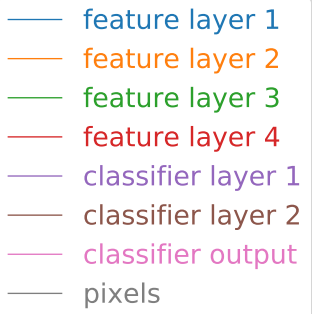 feature layer 1
feature layer 2
feature layer 3
feature layer 4
classifier layer 1
classifier layer 2
classifier output
pixels